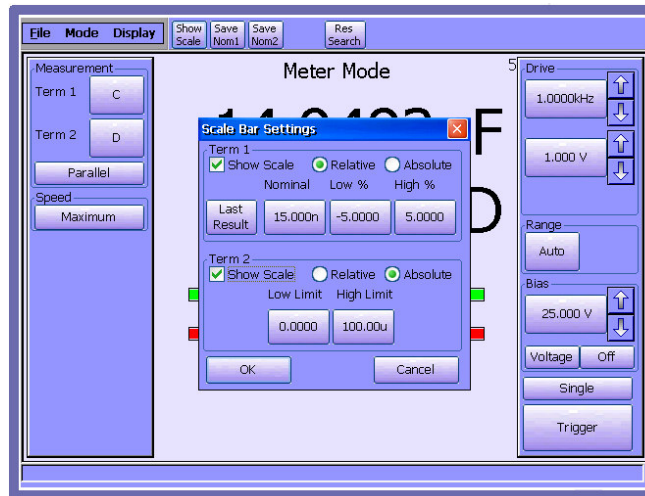 File Mode Display
Show Scale
Save Nom1
Save Nom2
Res Search
Measurement
Term 1 C
Term 2 D
Parallel
Speed
Maximum
Meter Mode
5
F
D
Scale Bar Settings
Term 1
Show Scale Relative Absolute
Nominal Low % High %
Last Result 15.000n -5.0000 5.0000
Term 2
Show Scale Relative Absolute
Low Limit High Limit
0.0000 100.00u
OK Cancel
Drive
1.0000kHz
1.000 V
Range
Auto
Bias
25.000 V
Voltage Off
Single
Trigger